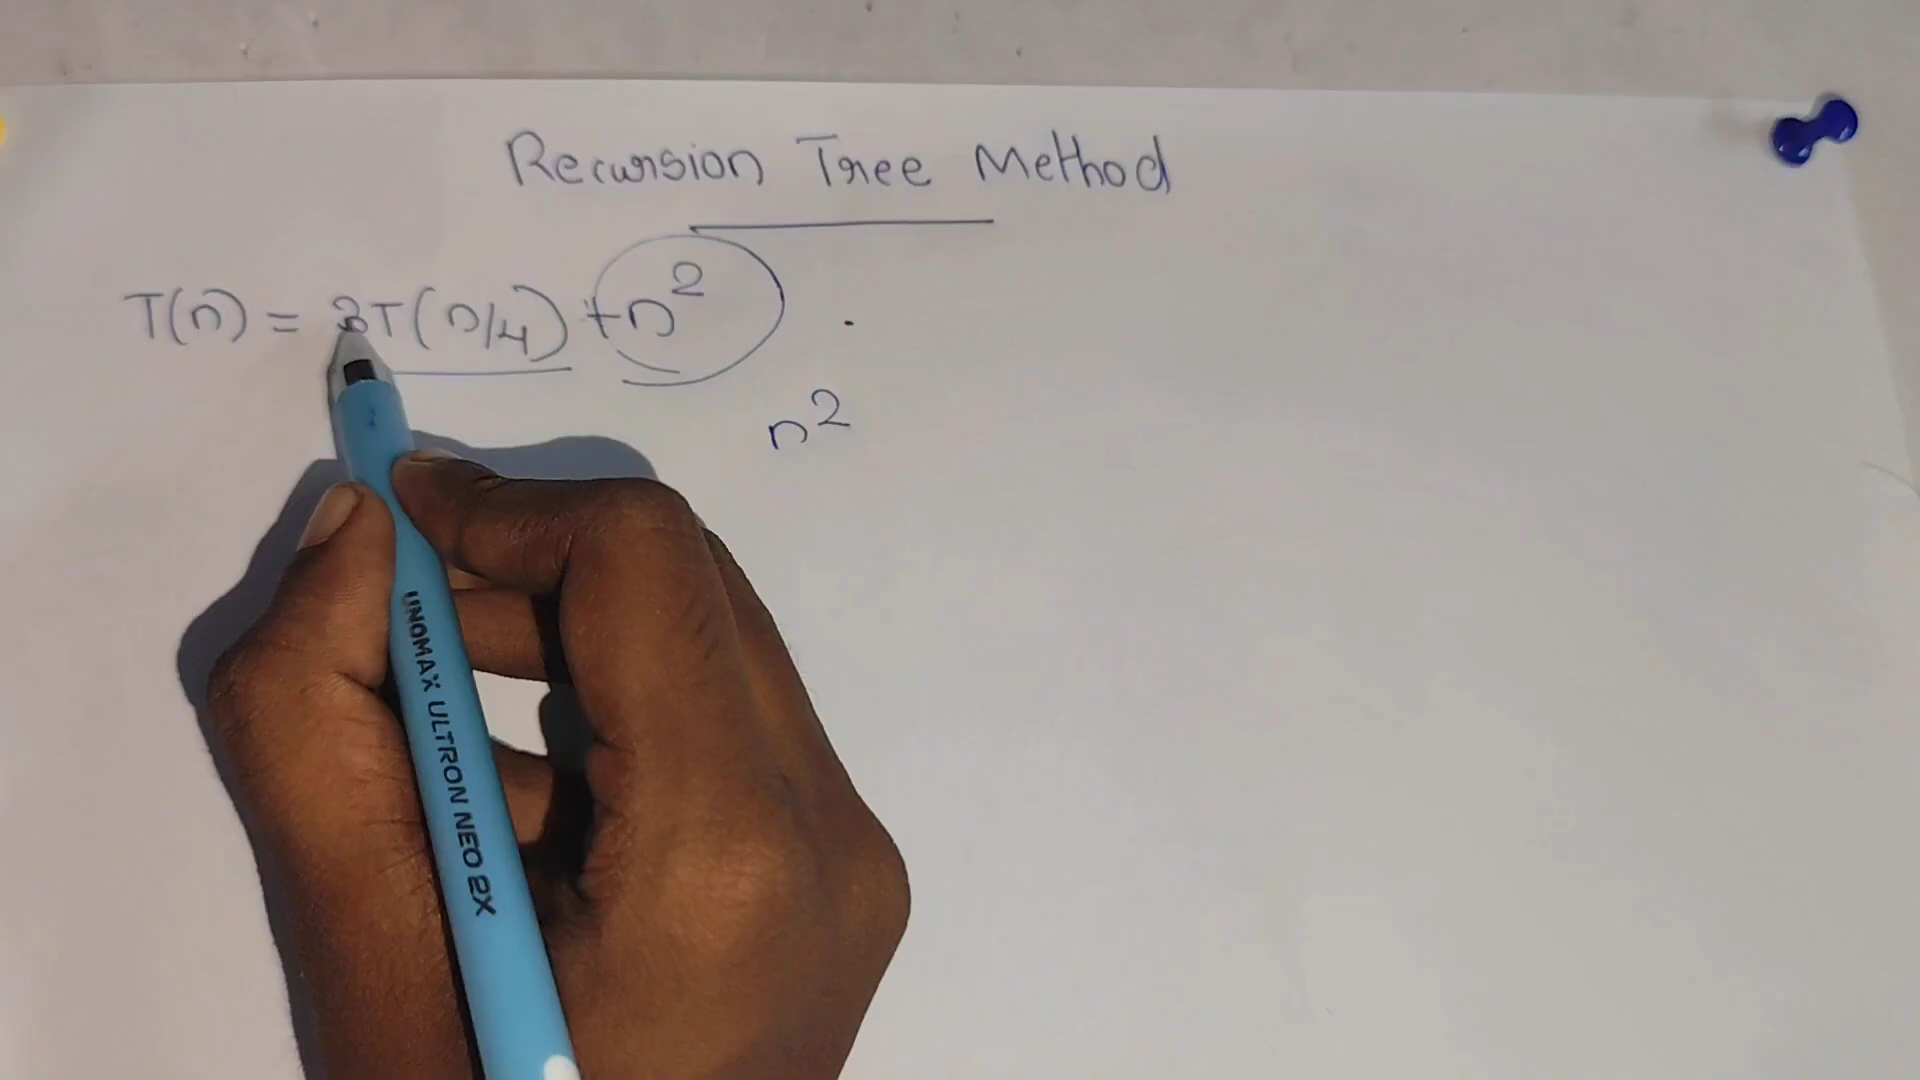 Recursion Tree Method
T(n) = 3T(n/4) + n²
n²
UNOMAX ULTRON NEO 2X